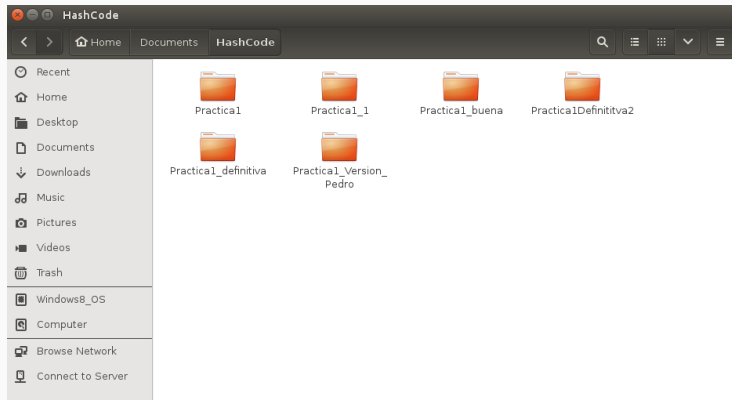 HashCode
Home Documents HashCode
Recent
Home
Desktop
Documents
Downloads
Music
Pictures
Videos
Trash
Windows8_OS
Computer
Browse Network
Connect to Server
Practica1 Practica1_1 Practica1_buena Practica1Definititva2
Practica1_definitiva Practica1_Version_
Pedro